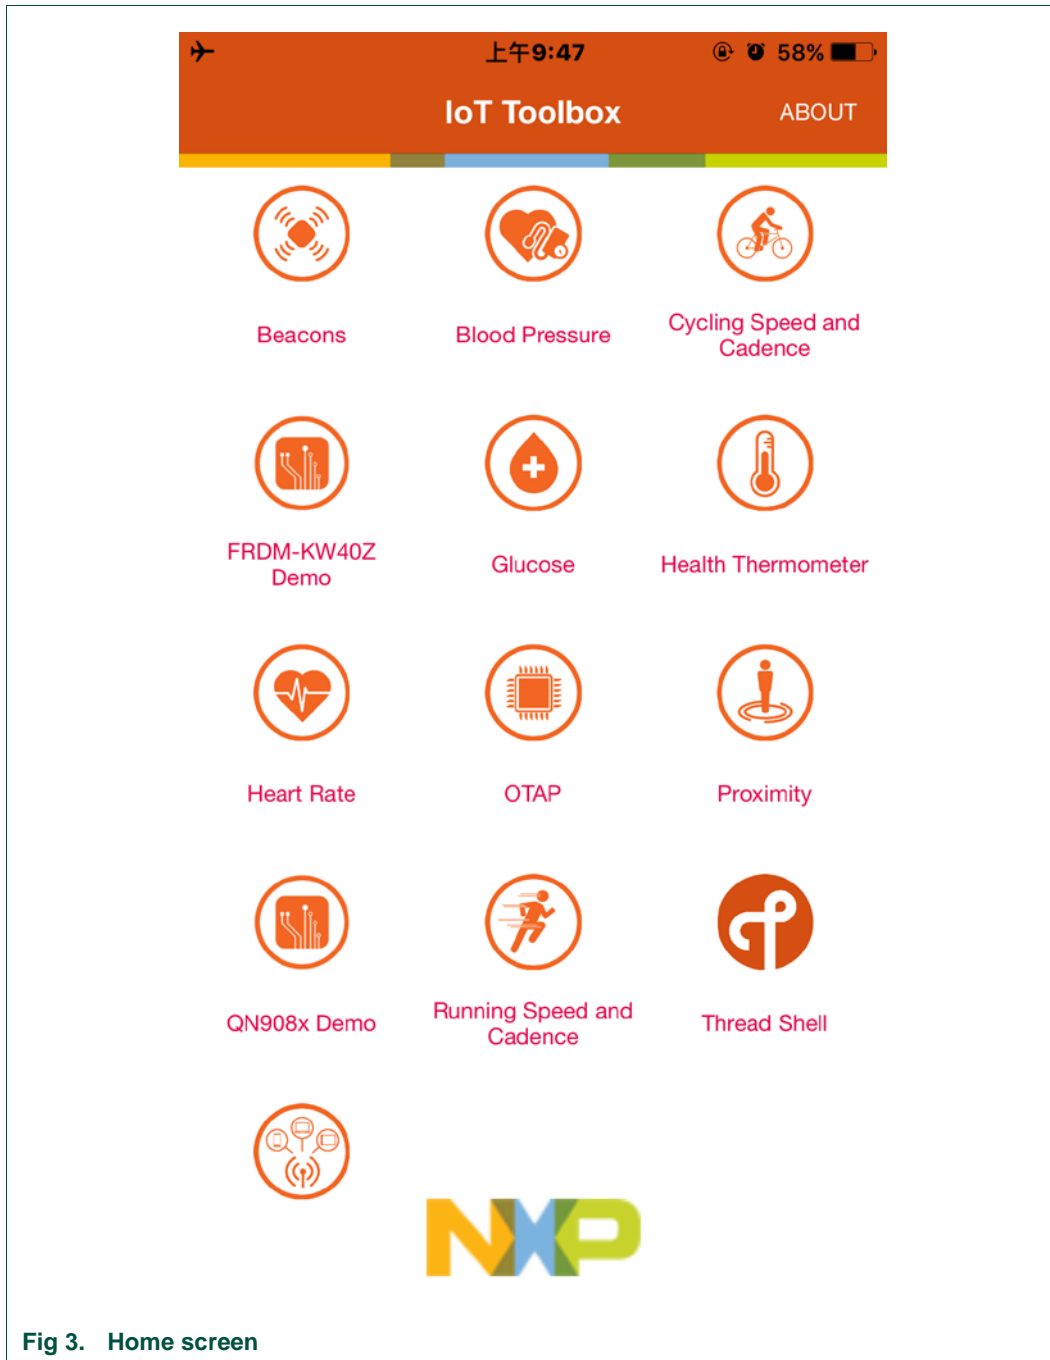 上午9:47 58%
IoT Toolbox ABOUT
Beacons Blood Pressure Cycling Speed and
Cadence
FRDM-KW40Z
Demo Glucose Health Thermometer
Heart Rate OTAP Proximity
QN908x Demo Running Speed and
Cadence Thread Shell
NXP
Fig 3. Home screen